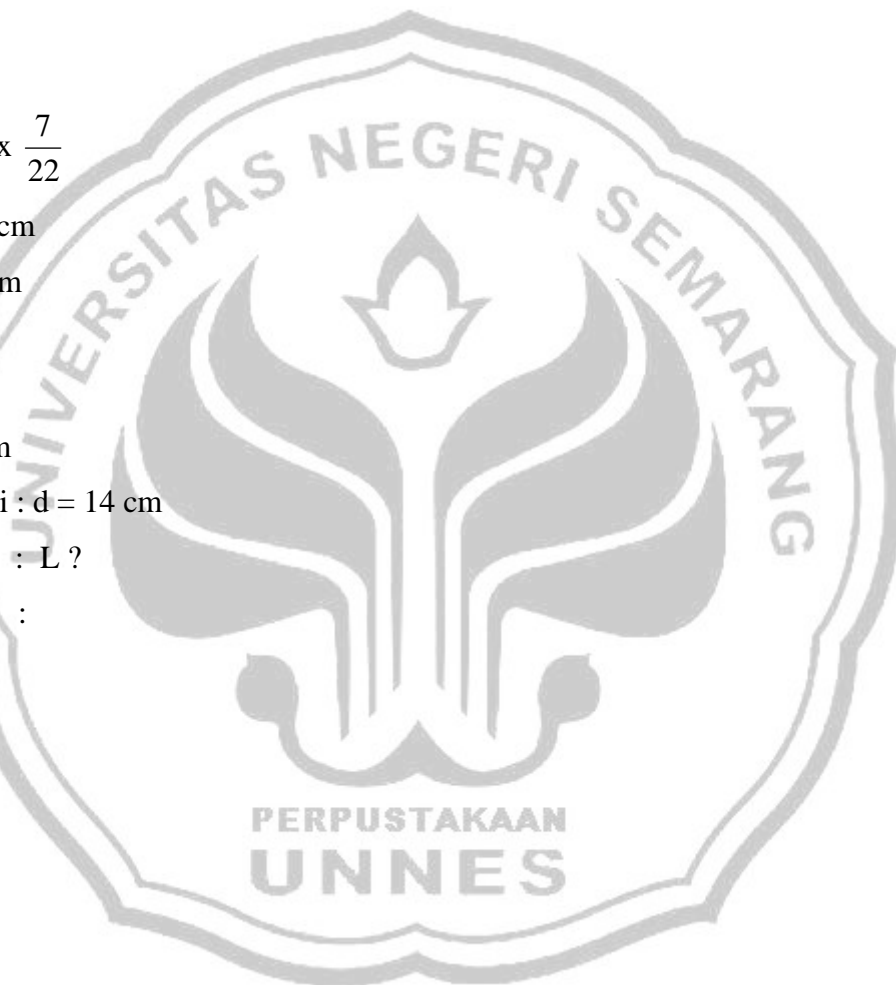 x 7/22
cm
m
m
i : d = 14 cm
: L ?
:
UNIVERSITAS NEGERI SEMARANG
PERPUSTAKAAN
UNNES